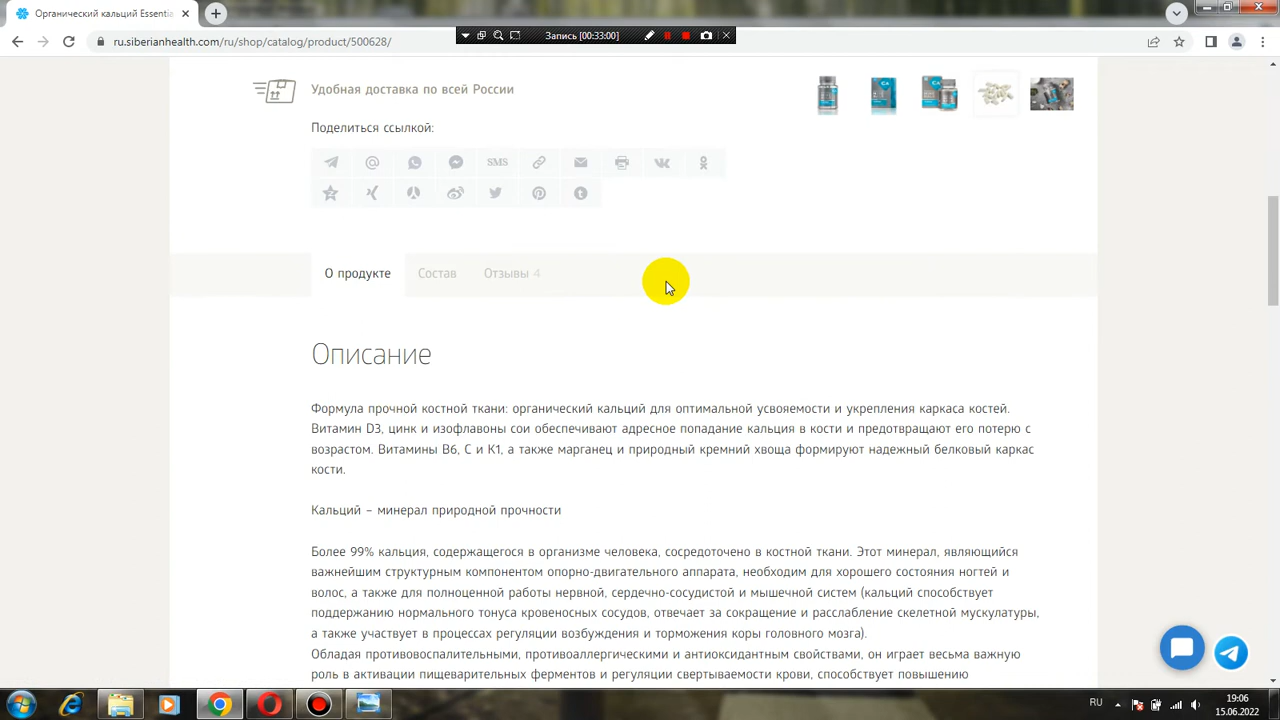 Органический кальций Essentia
ru.siberianhealth.com/ru/shop/catalog/product/500628/
Запись [00:33:00]
Удобная доставка по всей России
Поделиться ссылкой:
SMS
О продукте
Состав
Отзывы 4
Описание
Формула прочной костной ткани: органический кальций для оптимальной усвояемости и укрепления каркаса костей.
Витамин D3, цинк и изофлавоны сои обеспечивают адресное попадание кальция в кости и предотвращают его потерю с
возрастом. Витамины В6, С и К1, а также марганец и природный кремний хвоща формируют надежный белковый каркас
кости.
Кальций – минерал природной прочности
Более 99% кальция, содержащегося в организме человека, сосредоточено в костной ткани. Этот минерал, являющийся
важнейшим структурным компонентом опорно-двигательного аппарата, необходим для хорошего состояния ногтей и
волос, а также для полноценной работы нервной, сердечно-сосудистой и мышечной систем (кальций способствует
поддержанию нормального тонуса кровеносных сосудов, отвечает за сокращение и расслабление скелетной мускулатуры,
а также участвует в процессах регуляции возбуждения и торможения коры головного мозга).
Обладая противовоспалительными, противоаллергическими и антиоксидантным свойствами, он играет весьма важную
роль в активации пищеварительных ферментов и регуляции свертываемости крови, способствует повышению
RU
19:06
15.06.2022